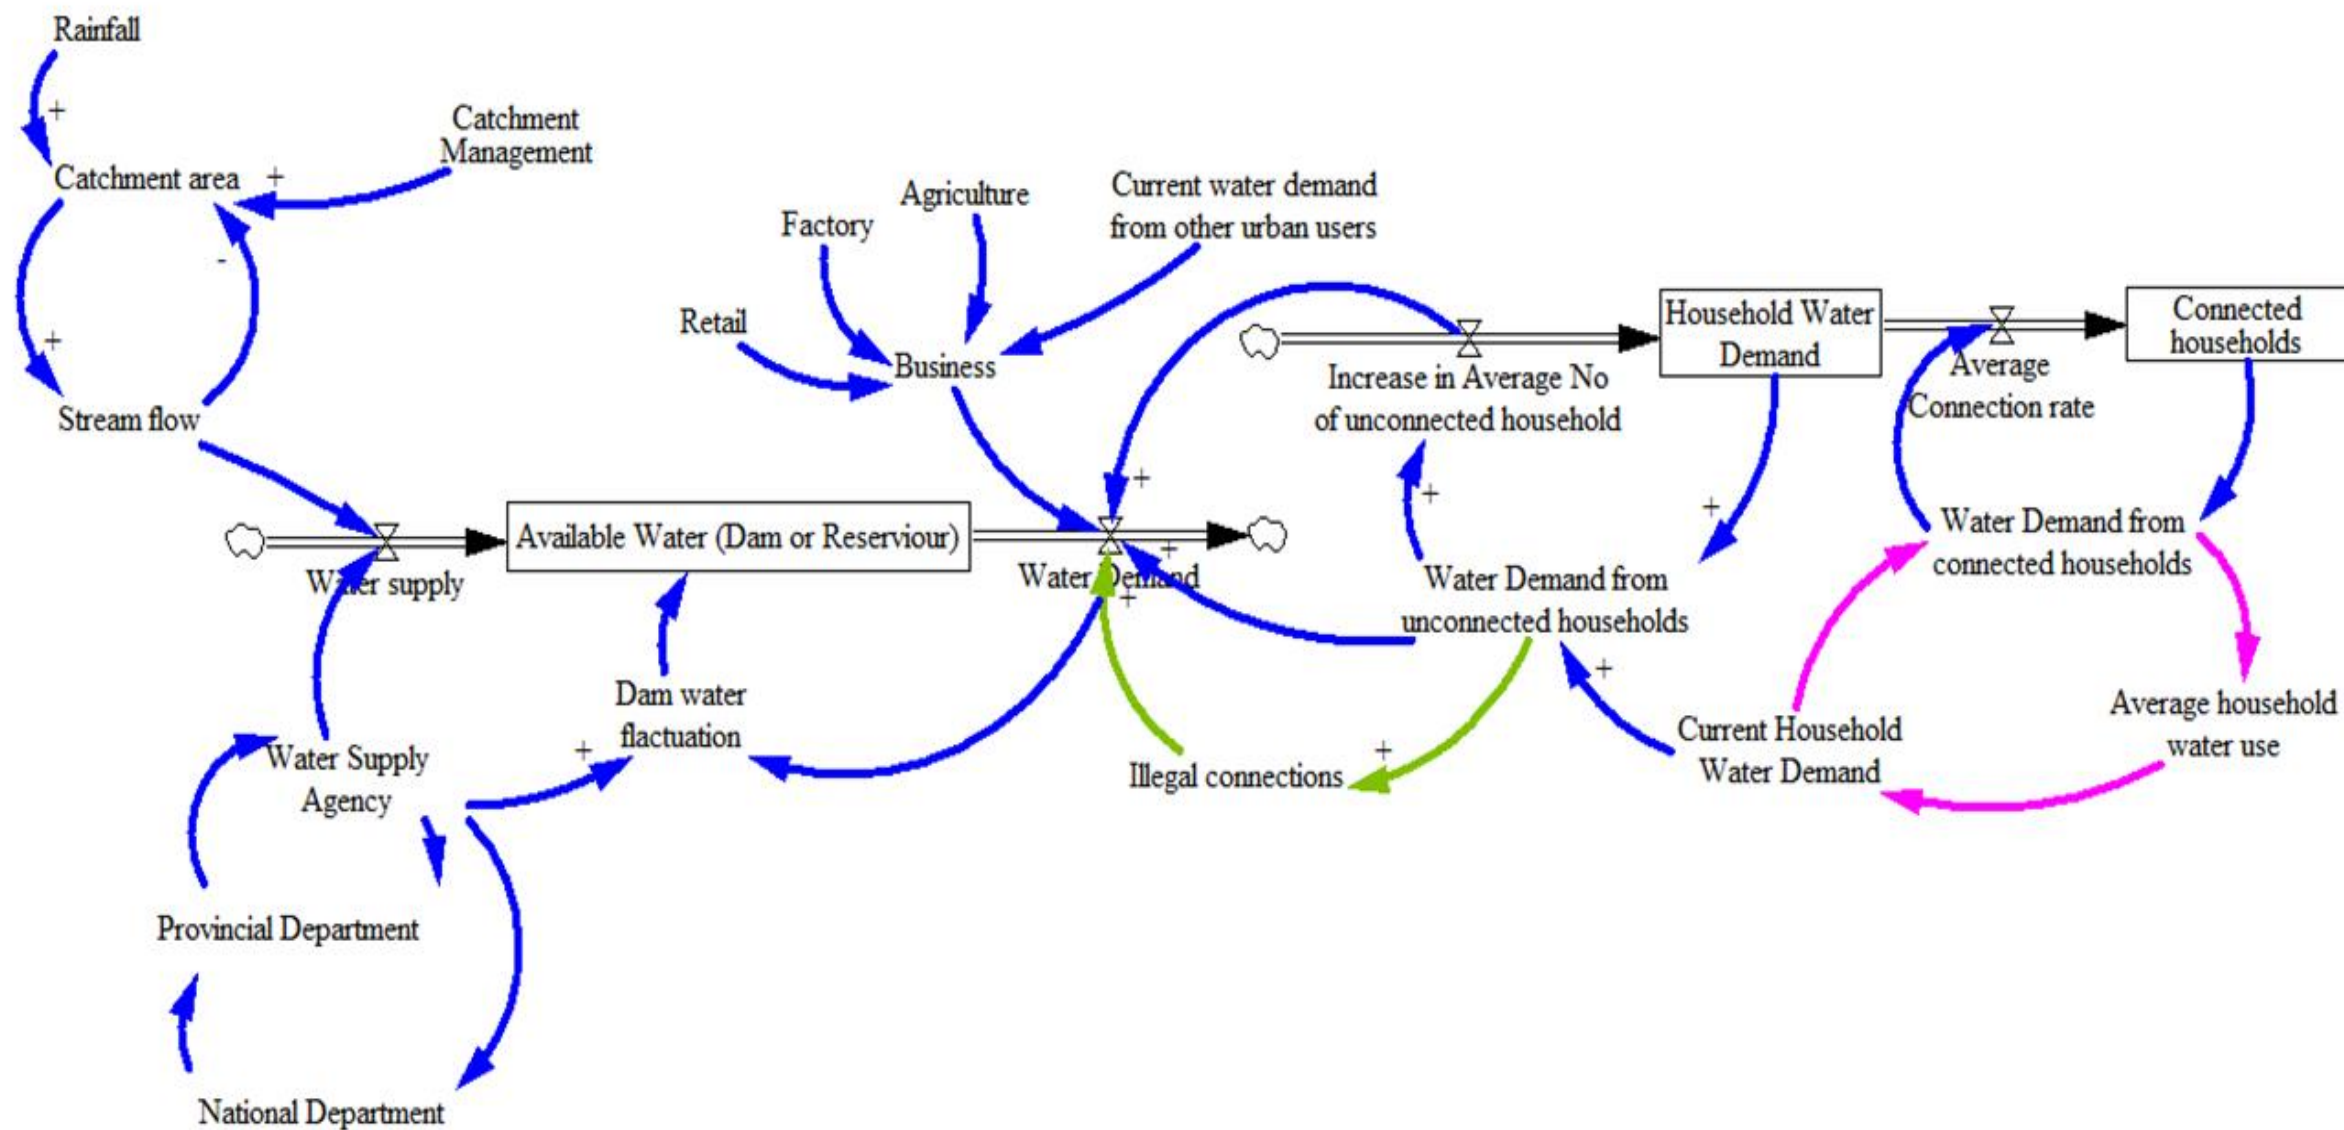 Rainfall
+
Catchment
Management
Catchment area
+
-
+
Stream flow
Agriculture
Current water demand
from other urban users
Factory
Retail
Business
Household Water
Demand
Connected
households
Increase in Average No
of unconnected household
Average
Connection rate
+
+
+
Available Water (Dam or Reserviour)
Water supply
Water Demand
+
+
Water Demand from
connected households
Water Demand from
unconnected households
+
Dam water
flactuation
+
Water Supply
Agency
Illegal connections
+
Current Household
Water Demand
Average household
water use
Provincial Department
National Department